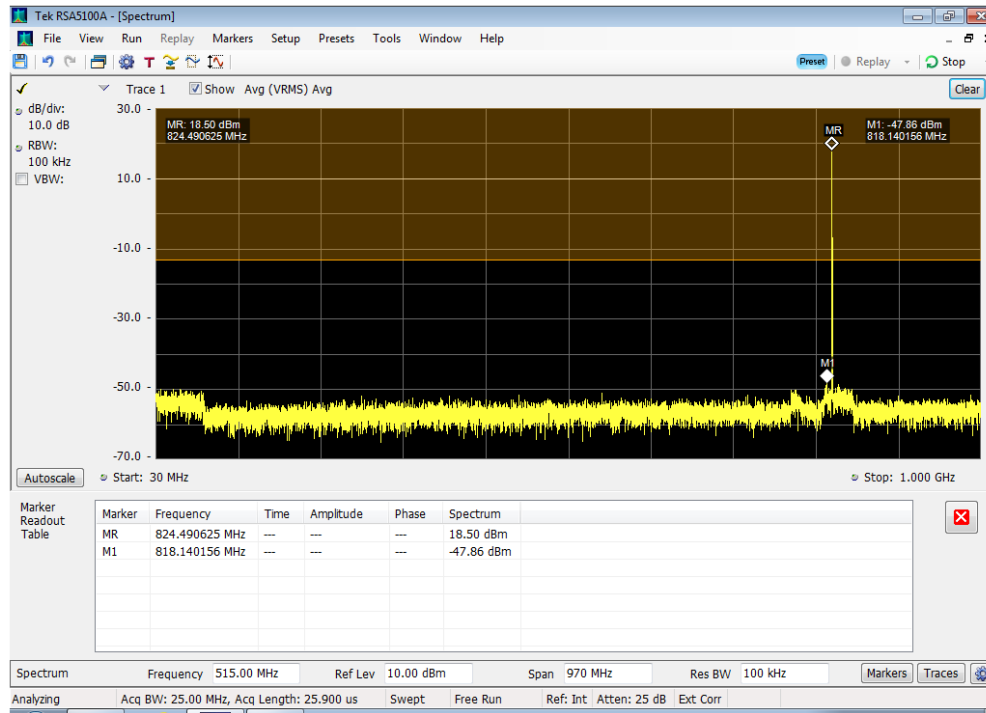 Tek RSA5100A - [Spectrum]
File View Run Replay Markers Setup Presets Tools Window Help
T Preset Replay Stop
Trace 1 Show Avg (VRMS) Avg Clear
dB/div:
10.0 dB
RBW:
100 kHz
VBW:
30.0
10.0
-10.0
-30.0
-50.0
-70.0
MR: 18.50 dBm
824.490625 MHz
MR
M1: -47.86 dBm
818.140156 MHz
M1
Autoscale Start: 30 MHz Stop: 1.000 GHz
Marker
Readout
Table
Marker Frequency Time Amplitude Phase Spectrum
MR 824.490625 MHz --- --- --- 18.50 dBm
M1 818.140156 MHz --- --- --- -47.86 dBm
Spectrum Frequency 515.00 MHz Ref Lev 10.00 dBm Span 970 MHz Res BW 100 kHz Markers Traces
Analyzing Acq BW: 25.00 MHz, Acq Length: 25.900 us Swept Free Run Ref: Int Atten: 25 dB Ext Corr